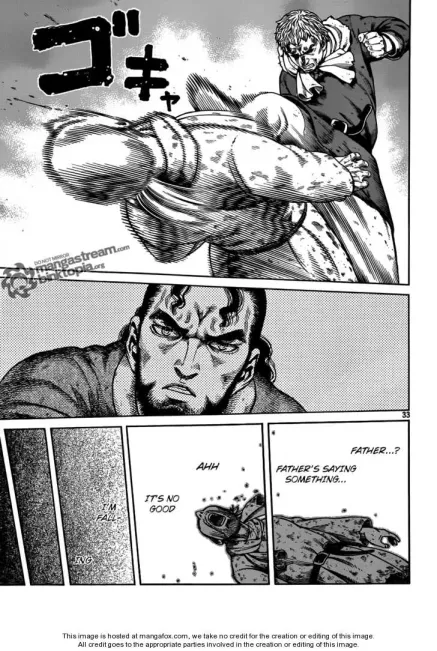 ゴキャ
DO NOT MIRROR
mangastream.com
binktopia.org
33
FATHER...?
FATHER'S SAYING
SOMETHING...
AHH
IT'S NO
GOOD
I'M
FALL
ING
This image is hosted at mangafox.com, we take no credit for the creation or editing of this image.
All credit goes to the appropriate parties involved in the creation or editing of this image.